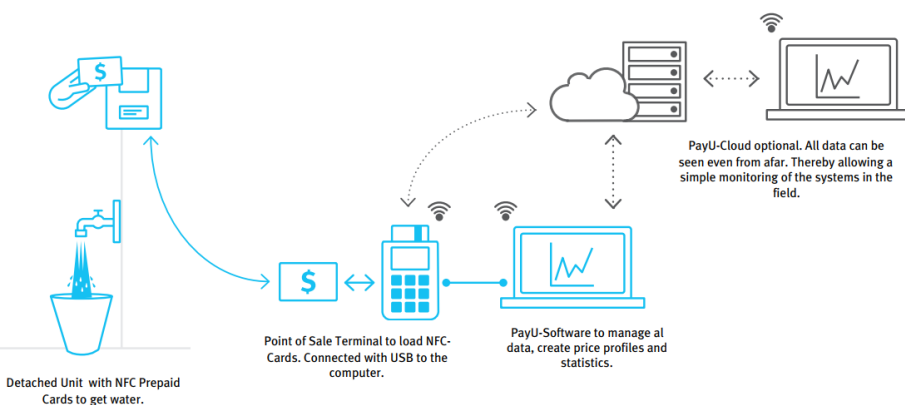 $
PayU-Cloud optional. All data can be
seen even from afar. Thereby allowing a
simple monitoring of the systems in the
field.
$
Point of Sale Terminal to load NFC-
Cards. Connected with USB to the
computer.
PayU-Software to manage al
data, create price profiles and
statistics.
Detached Unit with NFC Prepaid
Cards to get water.